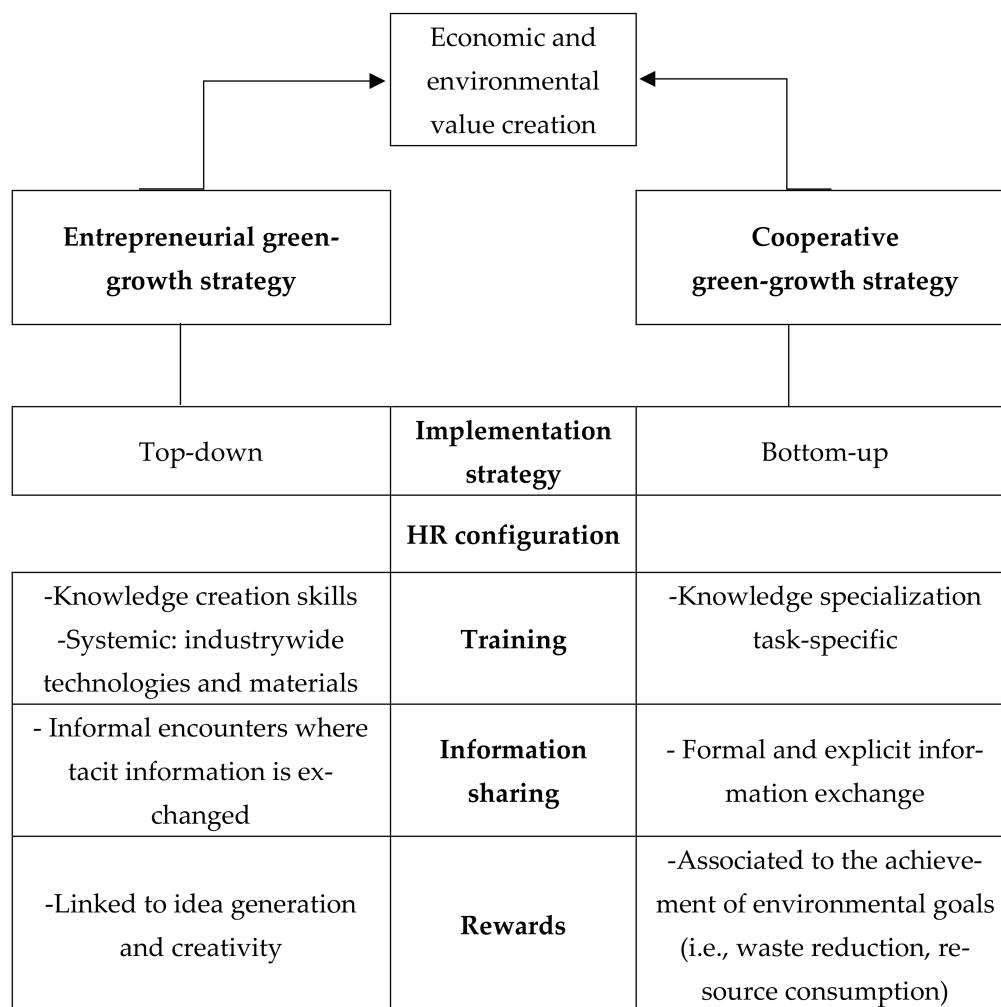 Economic and
environmental
value creation
Entrepreneurial green-
growth strategy
Cooperative
green-growth strategy
Top-down
Implementation
strategy
Bottom-up
HR configuration
-Knowledge creation skills
-Systemic: industrywide
technologies and materials
Training
-Knowledge specialization
task-specific
- Informal encounters where
tacit information is ex-
changed
Information
sharing
- Formal and explicit infor-
mation exchange
-Linked to idea generation
and creativity
Rewards
-Associated to the achieve-
ment of environmental goals
(i.e., waste reduction, re-
source consumption)